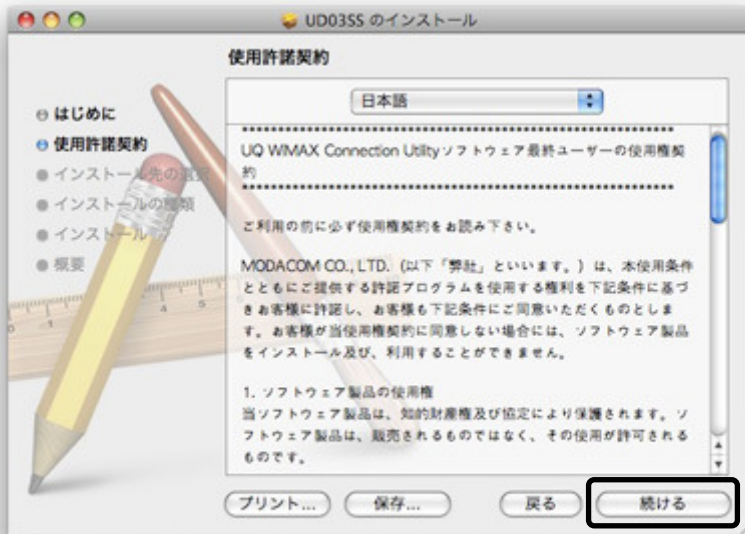 UD03SS のインストール
使用許諾契約
はじめに
使用許諾契約
インストール先の選択
インストールの種類
インストール
概要
日本語
************************************************************
UQ WIMAX Connection Utilityソフトウェア最終ユーザーの使用権契
約
************************************************************
ご利用の前に必ず使用権契約をお読み下さい。
MODACOM CO., LTD.（以下「弊社」といいます。）は、本使用条件
とともにご提供する許諾プログラムを使用する権利を下記条件に基づ
きお客様に許諾し、お客様も下記条件にご同意いただくものとしま
す。お客様が当使用権契約に同意しない場合には、ソフトウェア製品
をインストール及び、利用することができません。
1. ソフトウェア製品の使用権
当ソフトウェア製品は、知的財産権及び協定により保護されます。ソ
フトウェア製品は、販売されるものではなく、その使用が許可される
ものです。
プリント...
保存...
戻る
続ける